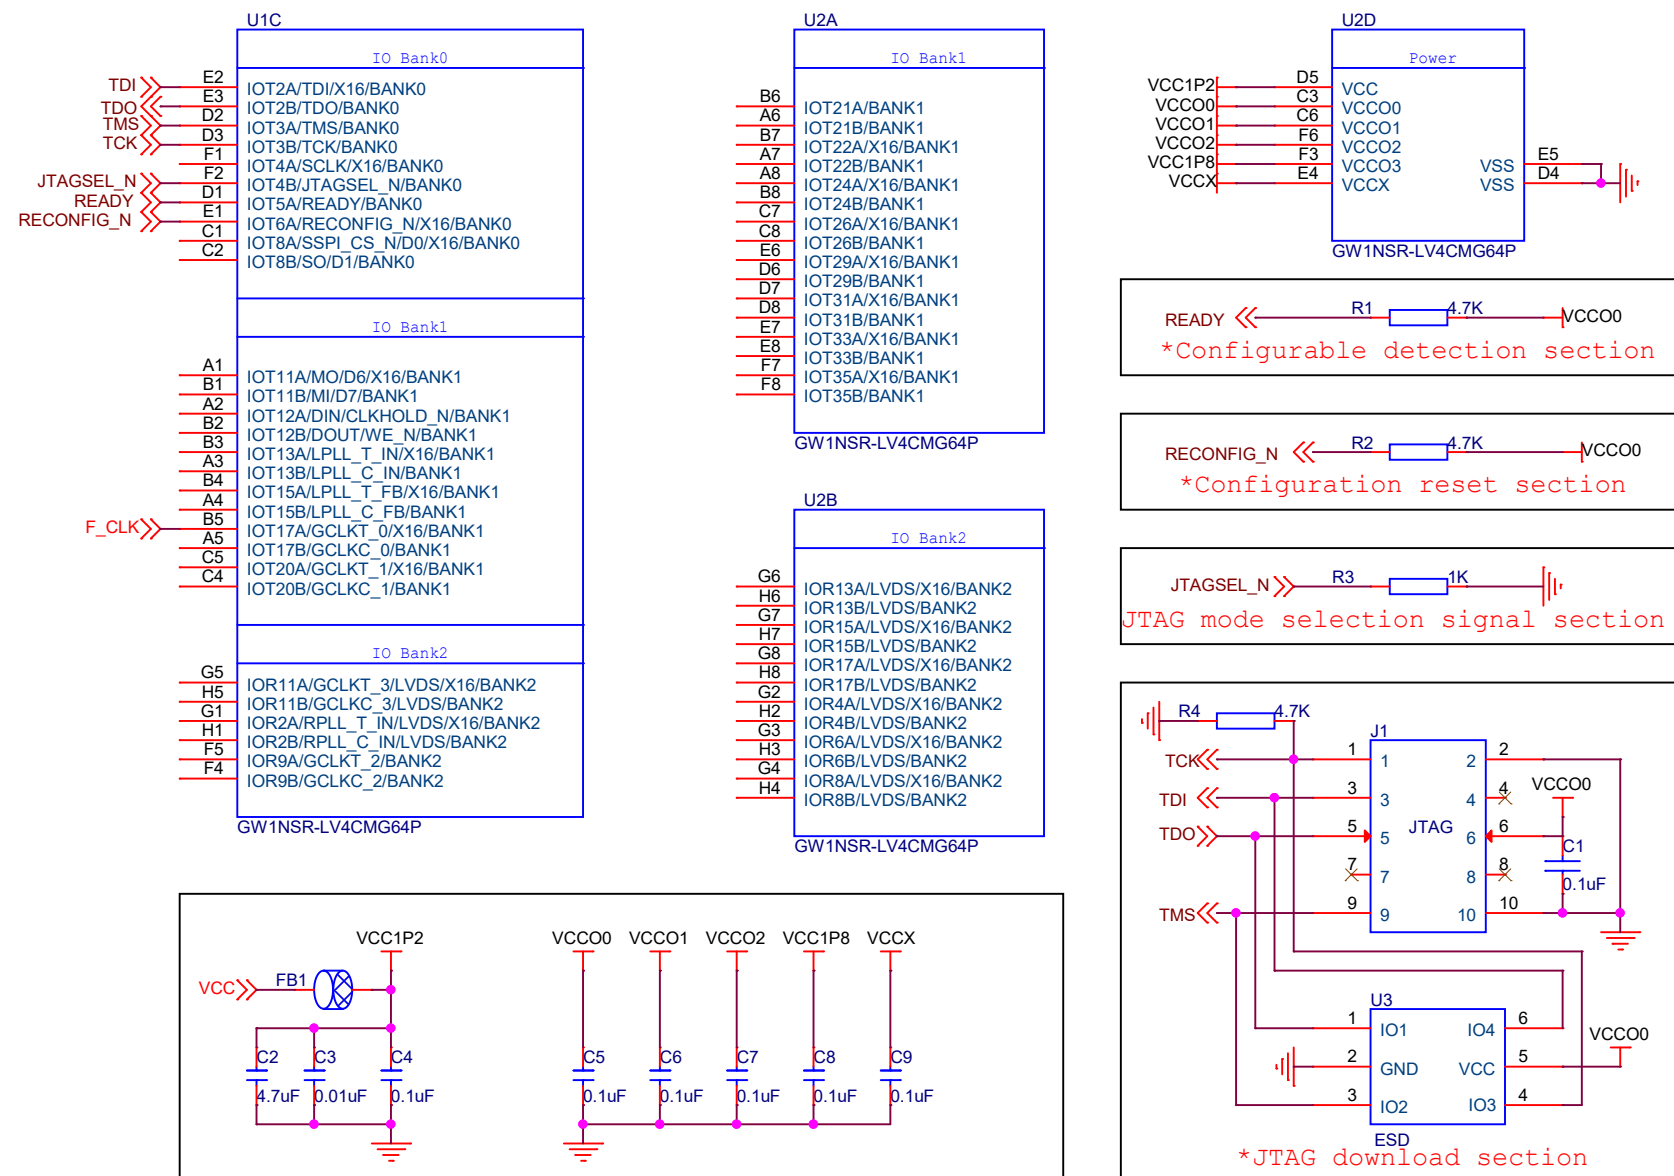 U1C
IO Bank0
TDI E2 IOT2A/TDI/X16/BANK0
TDO E3 IOT2B/TDO/BANK0
TMS D2 IOT3A/TMS/BANK0
TCK D3 IOT3B/TCK/BANK0
F1 IOT4A/SCLK/X16/BANK0
JTAGSEL_N F2 IOT4B/JTAGSEL_N/BANK0
READY D1 IOT5A/READY/BANK0
RECONFIG_N E1 IOT6A/RECONFIG_N/X16/BANK0
C1 IOT8A/SSPI_CS_N/D0/X16/BANK0
C2 IOT8B/SO/D1/BANK0
IO Bank1
A1 IOT11A/MO/D6/X16/BANK1
B1 IOT11B/MI/D7/BANK1
A2 IOT12A/DIN/CLKHOLD_N/BANK1
B2 IOT12B/DOUT/WE_N/BANK1
B3 IOT13A/LPLL_T_IN/X16/BANK1
A3 IOT13B/LPLL_C_IN/BANK1
B4 IOT15A/LPLL_T_FB/X16/BANK1
A4 IOT15B/LPLL_C_FB/BANK1
F_CLK B5 IOT17A/GCLKT_0/X16/BANK1
A5 IOT17B/GCLKC_0/BANK1
C5 IOT20A/GCLKT_1/X16/BANK1
C4 IOT20B/GCLKC_1/BANK1
IO Bank2
G5 IOR11A/GCLKT_3/LVDS/X16/BANK2
H5 IOR11B/GCLKC_3/LVDS/BANK2
G1 IOR2A/RPLL_T_IN/LVDS/X16/BANK2
H1 IOR2B/RPLL_C_IN/LVDS/BANK2
F5 IOR9A/GCLKT_2/BANK2
F4 IOR9B/GCLKC_2/BANK2
GW1NSR-LV4CMG64P
U2A
IO Bank1
B6 IOT21A/BANK1
A6 IOT21B/BANK1
B7 IOT22A/X16/BANK1
A7 IOT22B/BANK1
A8 IOT24A/X16/BANK1
B8 IOT24B/BANK1
C7 IOT26A/X16/BANK1
C8 IOT26B/BANK1
E6 IOT29A/X16/BANK1
D6 IOT29B/BANK1
D7 IOT31A/X16/BANK1
D8 IOT31B/BANK1
E7 IOT33A/X16/BANK1
E8 IOT33B/BANK1
F7 IOT35A/X16/BANK1
F8 IOT35B/BANK1
GW1NSR-LV4CMG64P
U2B
IO Bank2
G6 IOR13A/LVDS/X16/BANK2
H6 IOR13B/LVDS/BANK2
G7 IOR15A/LVDS/X16/BANK2
H7 IOR15B/LVDS/BANK2
G8 IOR17A/LVDS/X16/BANK2
H8 IOR17B/LVDS/BANK2
G2 IOR4A/LVDS/X16/BANK2
H2 IOR4B/LVDS/BANK2
G3 IOR6A/LVDS/X16/BANK2
H3 IOR6B/LVDS/BANK2
G4 IOR8A/LVDS/X16/BANK2
H4 IOR8B/LVDS/BANK2
GW1NSR-LV4CMG64P
U2D
Power
VCC1P2 D5 VCC
VCCO0 C3 VCCO0
VCCO1 C6 VCCO1
VCCO2 F6 VCCO2
VCC1P8 F3 VCCO3 VSS E5
VCCX E4 VCCX VSS D4
GW1NSR-LV4CMG64P
READY R1 4.7K VCCO0
*Configurable detection section
RECONFIG_N R2 4.7K VCCO0
*Configuration reset section
JTAGSEL_N R3 1K
JTAG mode selection signal section
R4 4.7K
J1
TCK 1 1 2 2
TDI 3 3 4 4 VCCO0
TDO 5 5 JTAG 6 6
C1
7 7 8 8 0.1uF
TMS 9 9 10 10
U3
1 IO1 IO4 6 VCCO0
2 GND VCC 5
3 IO2 IO3 4
ESD
*JTAG download section
VCC1P2 VCCO0 VCCO1 VCCO2 VCC1P8 VCCX
VCC FB1
C2 C3 C4 C5 C6 C7 C8 C9
4.7uF 0.01uF 0.1uF 0.1uF 0.1uF 0.1uF 0.1uF 0.1uF